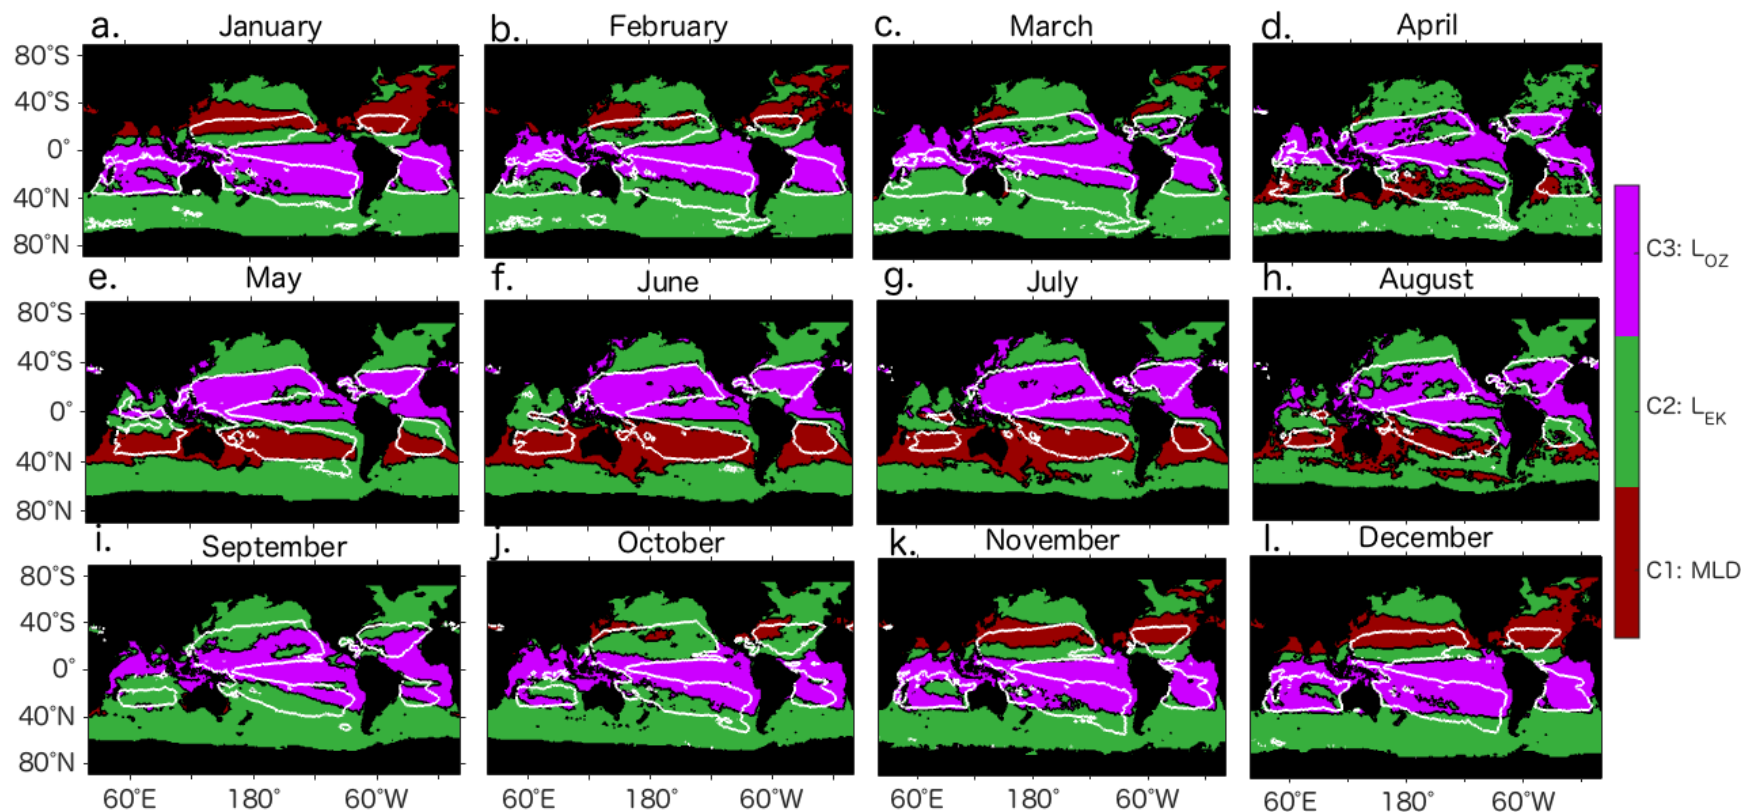 a. January
b. February
c. March
d. April
80°S
40°S
0°
40°N
80°N
e. May
f. June
g. July
h. August
80°S
40°S
0°
40°N
80°N
i. September
j. October
k. November
l. December
80°S
40°S
0°
40°N
80°N
60°E 180° 60°W
60°E 180° 60°W
60°E 180° 60°W
60°E 180° 60°W
C3: L_OZ
C2: L_EK
C1: MLD